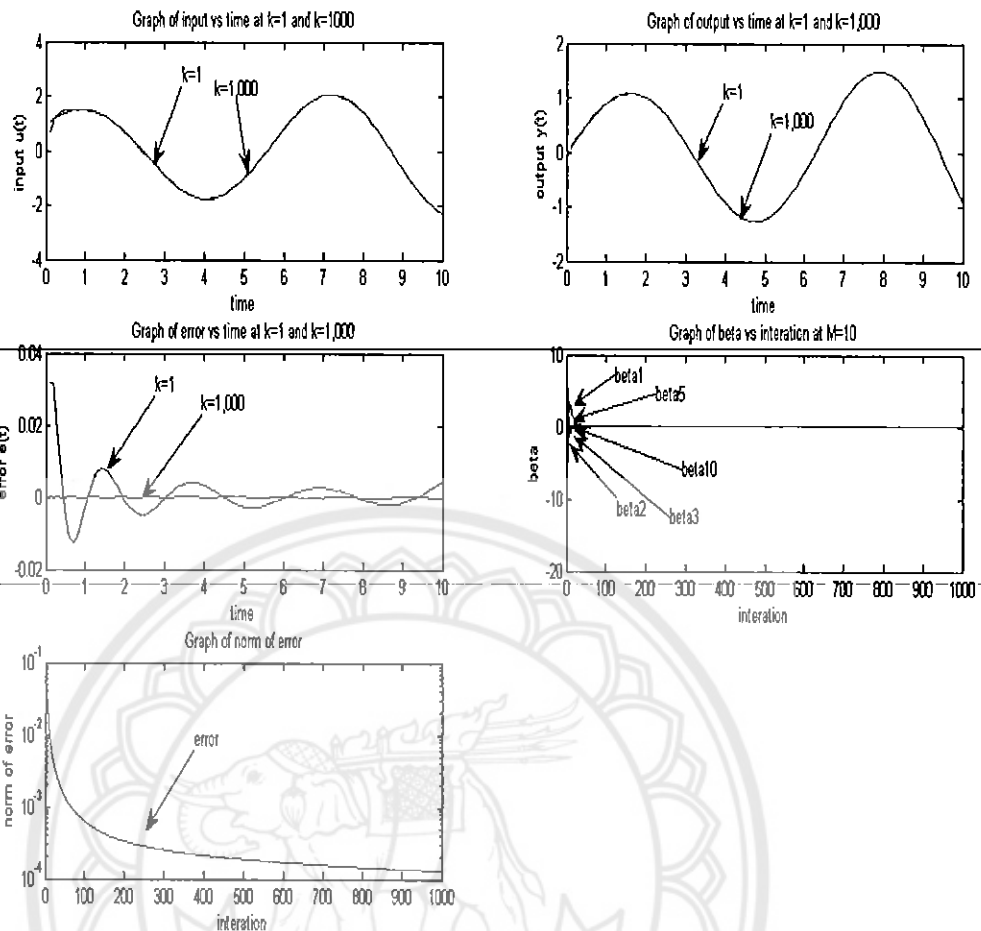 Graph of input vs time at k=1 and k=1000
4
2
0
-2
-4
input u(t)
k=1
k=1,000
0 1 2 3 4 5 6 7 8 9 10
time
Graph of output vs time at k=1 and k=1,000
2
1
0
-1
-2
output y(t)
k=1
k=1,000
0 1 2 3 4 5 6 7 8 9 10
time
Graph of error vs time at k=1 and k=1,000
0.04
0.02
0
-0.02
error e(t)
k=1
k=1,000
0 1 2 3 4 5 6 7 8 9 10
time
Graph of beta vs interation at M=10
10
0
-10
-20
beta
beta1
beta5
beta10
beta2
beta3
0 100 200 300 400 500 600 700 800 900 1000
interation
Graph of norm of error
10^-1
10^-2
10^-3
10^-4
norm of error
error
0 100 200 300 400 500 600 700 800 900 1000
interation